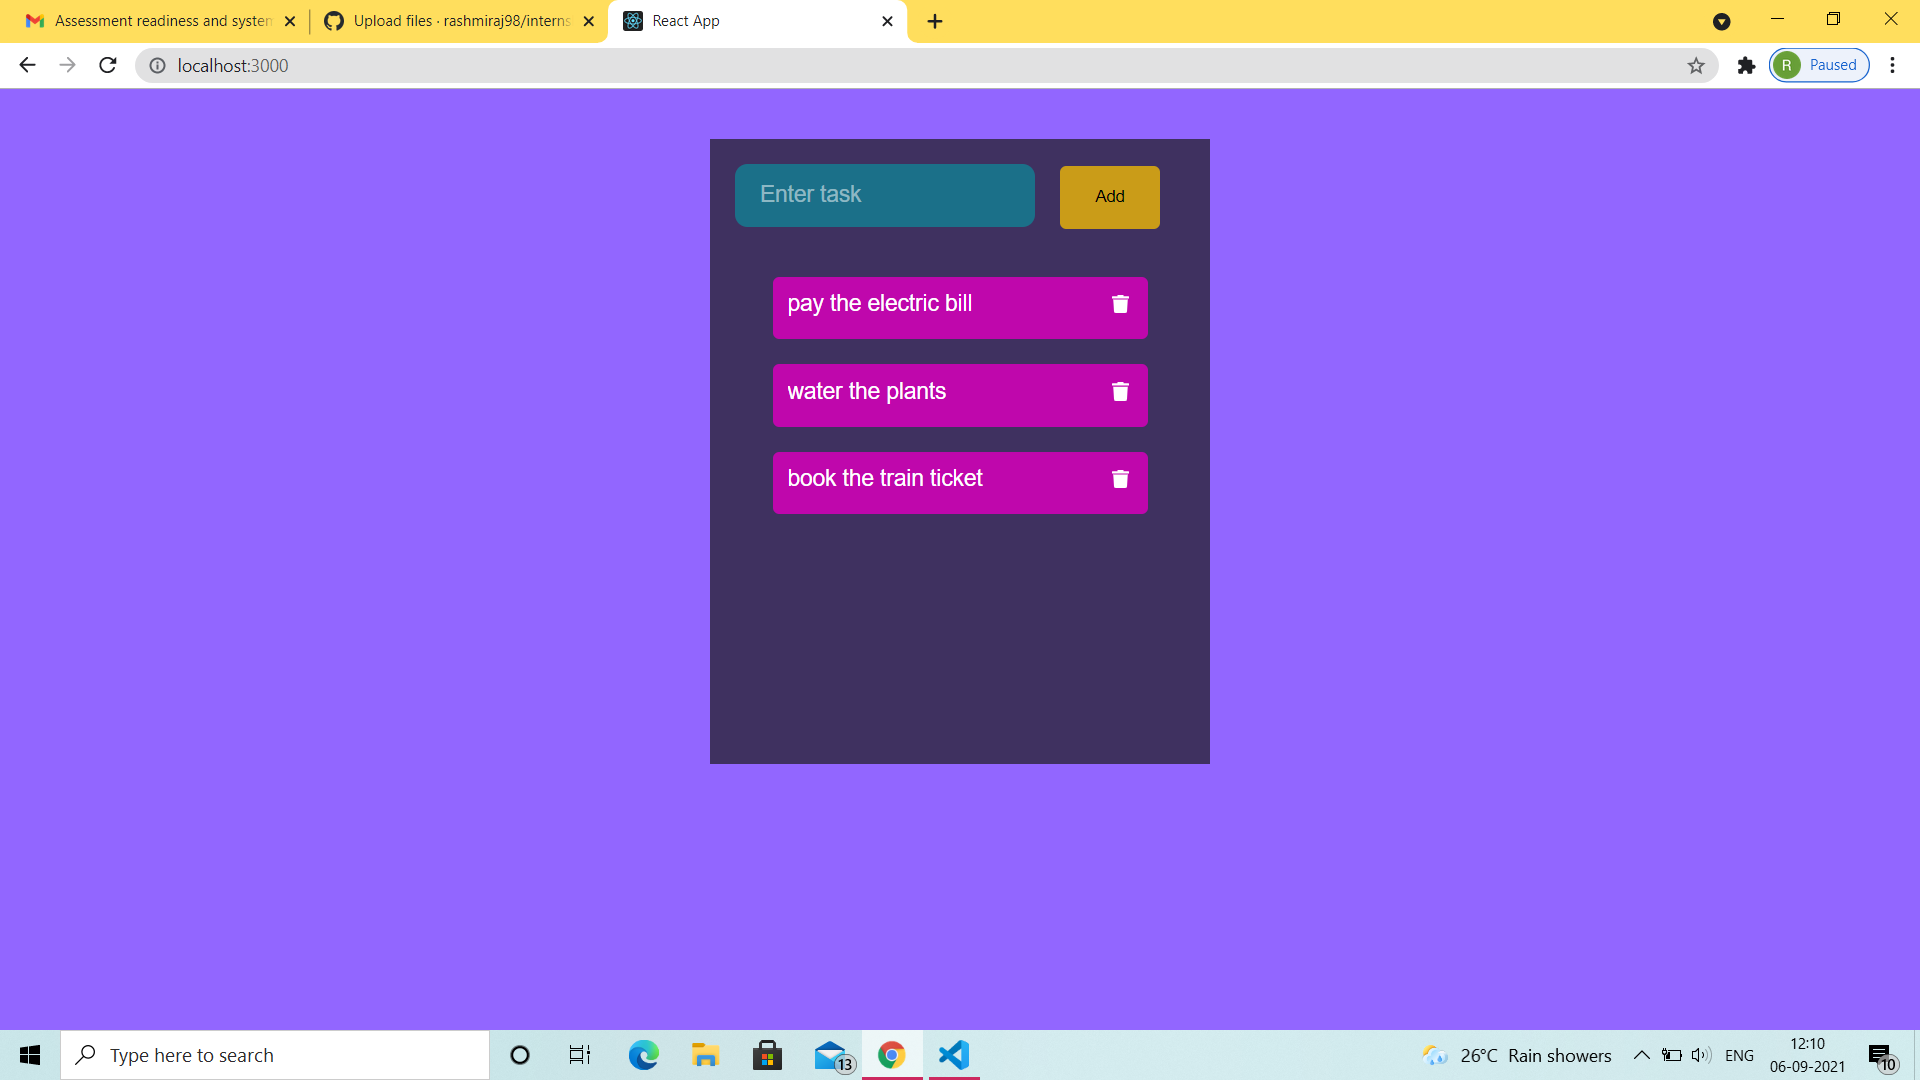 Assessment readiness and system
Upload files · rashmiraj98/interns
React App
localhost:3000
R Paused
Enter task
Add
pay the electric bill
water the plants
book the train ticket
Type here to search
13
26°C Rain showers
ENG
12:10
06-09-2021
10